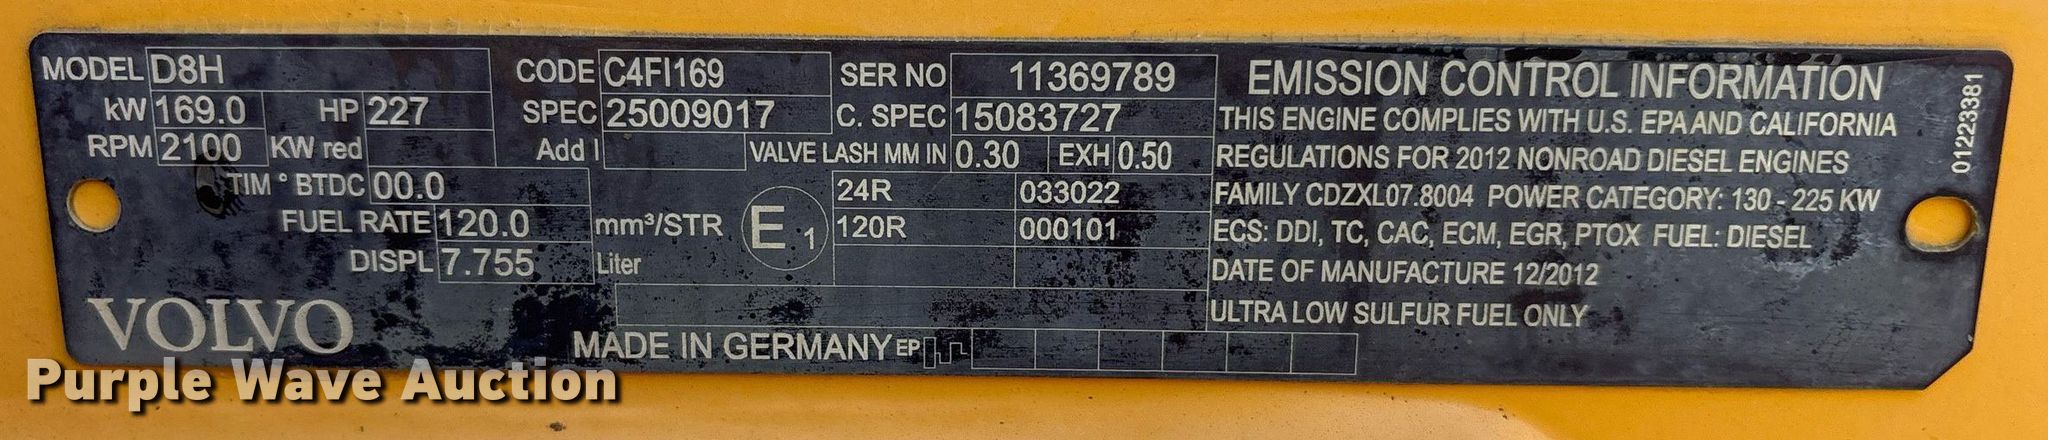 MODEL D8H CODE C4FI169 SER NO 11369789
kW 169.0 HP 227 SPEC 25009017 C. SPEC 15083727
RPM 2100 KW red Add I VALVE LASH MM IN 0.30 EXH 0.50
TIM ° BTDC 00.0 24R 033022
FUEL RATE 120.0 mm³/STR E 1 120R 000101
DISPL 7.755 Liter
VOLVO
MADE IN GERMANY EP
EMISSION CONTROL INFORMATION
THIS ENGINE COMPLIES WITH U.S. EPA AND CALIFORNIA
REGULATIONS FOR 2012 NONROAD DIESEL ENGINES
FAMILY CDZXL07.8004 POWER CATEGORY: 130 - 225 KW
ECS: DDI, TC, CAC, ECM, EGR, PTOX FUEL: DIESEL
DATE OF MANUFACTURE 12/2012
ULTRA LOW SULFUR FUEL ONLY
01223381
Purple Wave Auction